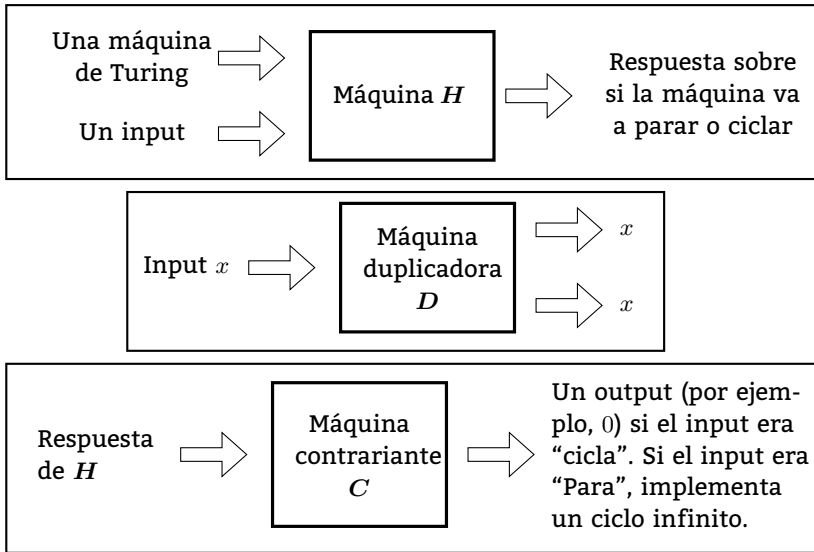 Una máquina
de Turing
Un input
Máquina H
Respuesta sobre
si la máquina va
a parar o ciclar
Input x
Máquina
duplicadora
D
x
x
Respuesta
de H
Máquina
contrariante
C
Un output (por ejem-
plo, 0) si el input era
“cicla”. Si el input era
“Para”, implementa
un ciclo infinito.